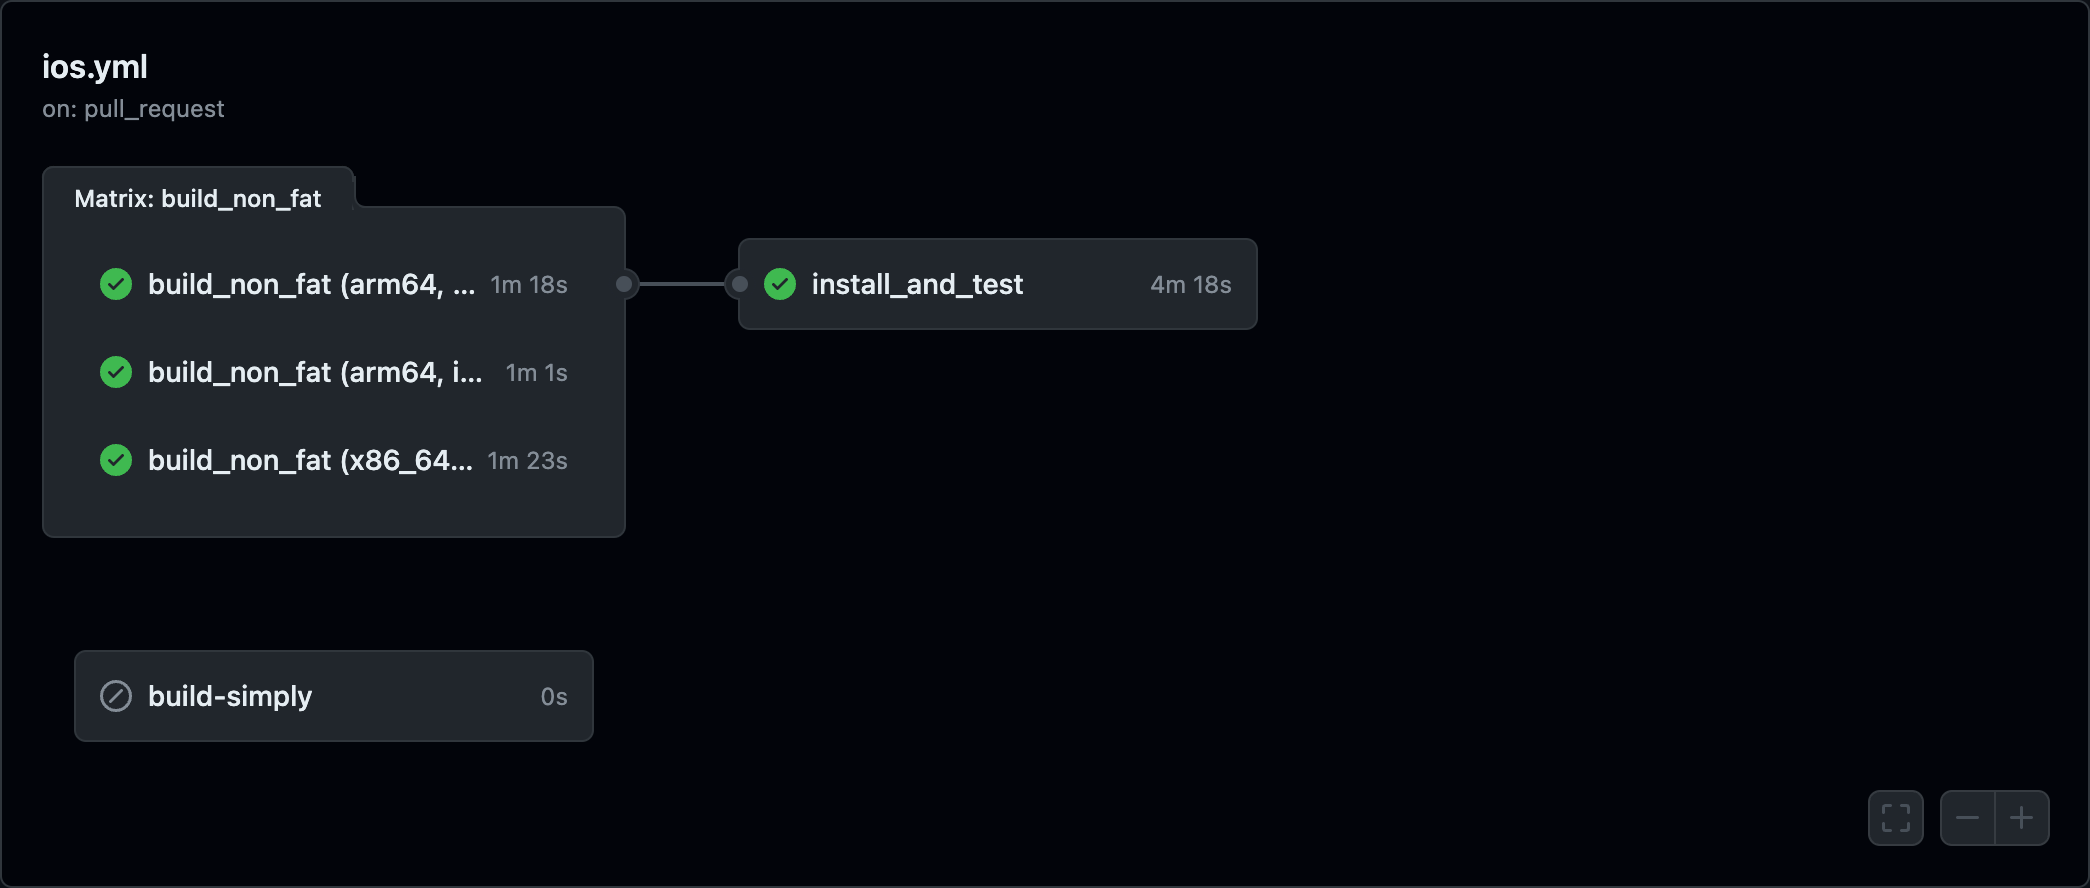 ios.yml
on: pull_request
Matrix: build_non_fat
build_non_fat (arm64, ... 1m 18s
build_non_fat (arm64, i... 1m 1s
build_non_fat (x86_64... 1m 23s
install_and_test 4m 18s
build-simply 0s